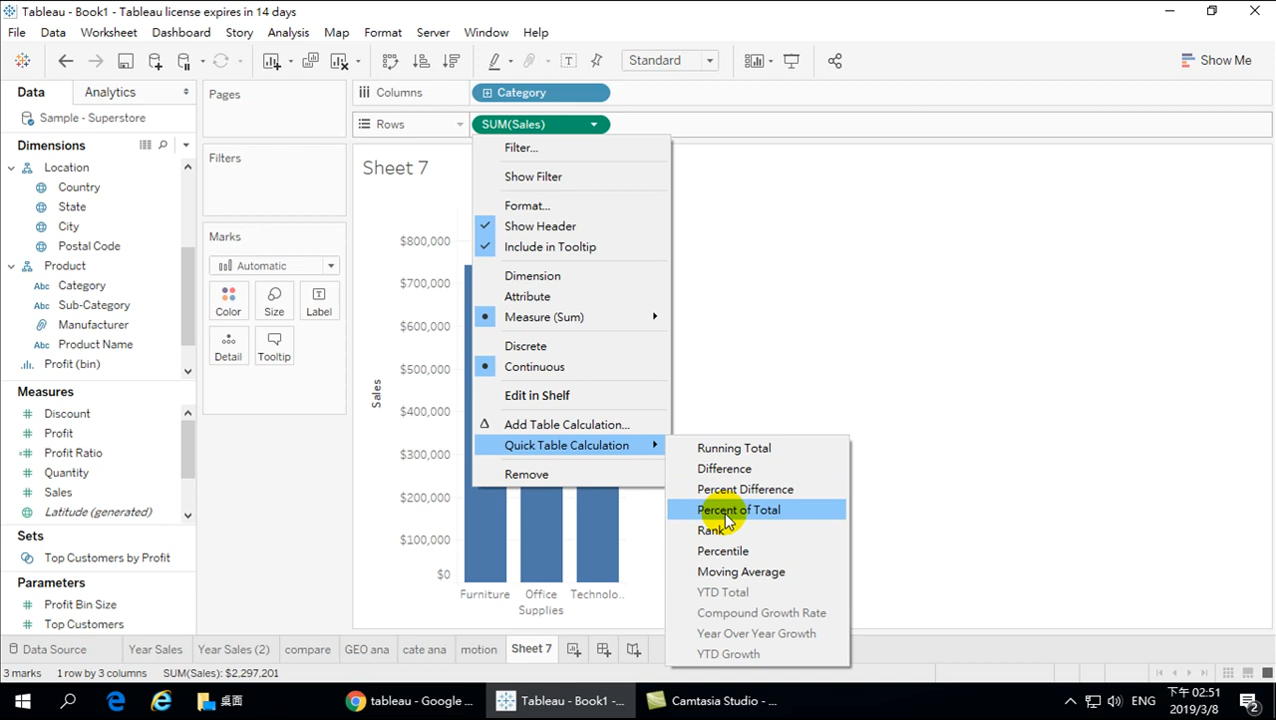 Tableau - Book1 - Tableau license expires in 14 days
File Data Worksheet Dashboard Story Analysis Map Format Server Window Help
Standard
Show Me
Data Analytics
Sample - Superstore
Dimensions
Location
Country
State
City
Postal Code
Product
Abc Category
Abc Sub-Category
Manufacturer
Abc Product Name
Profit (bin)
Measures
Discount
Profit
Profit Ratio
Quantity
Sales
Latitude (generated)
Sets
Top Customers by Profit
Parameters
Profit Bin Size
Top Customers
Pages
Filters
Marks
Automatic
Color Size Label
Detail Tooltip
Columns Category
Rows SUM(Sales)
Sheet 7
Sales
$800,000
$700,000
$600,000
$500,000
$400,000
$300,000
$200,000
$100,000
$0
Furniture Office Supplies Technolo..
Filter...
Show Filter
Format...
Show Header
Include in Tooltip
Dimension
Attribute
Measure (Sum)
Discrete
Continuous
Edit in Shelf
Add Table Calculation...
Quick Table Calculation
Remove
Running Total
Difference
Percent Difference
Percent of Total
Rank
Percentile
Moving Average
YTD Total
Compound Growth Rate
Year Over Year Growth
YTD Growth
Data Source Year Sales Year Sales (2) compare GEO ana cate ana motion Sheet 7
3 marks 1 row by 3 columns SUM(Sales): $2,297,201
桌面 tableau - Google ... Tableau - Book1 -... Camtasia Studio - ... ENG
下午 02:51
2019/3/8
2